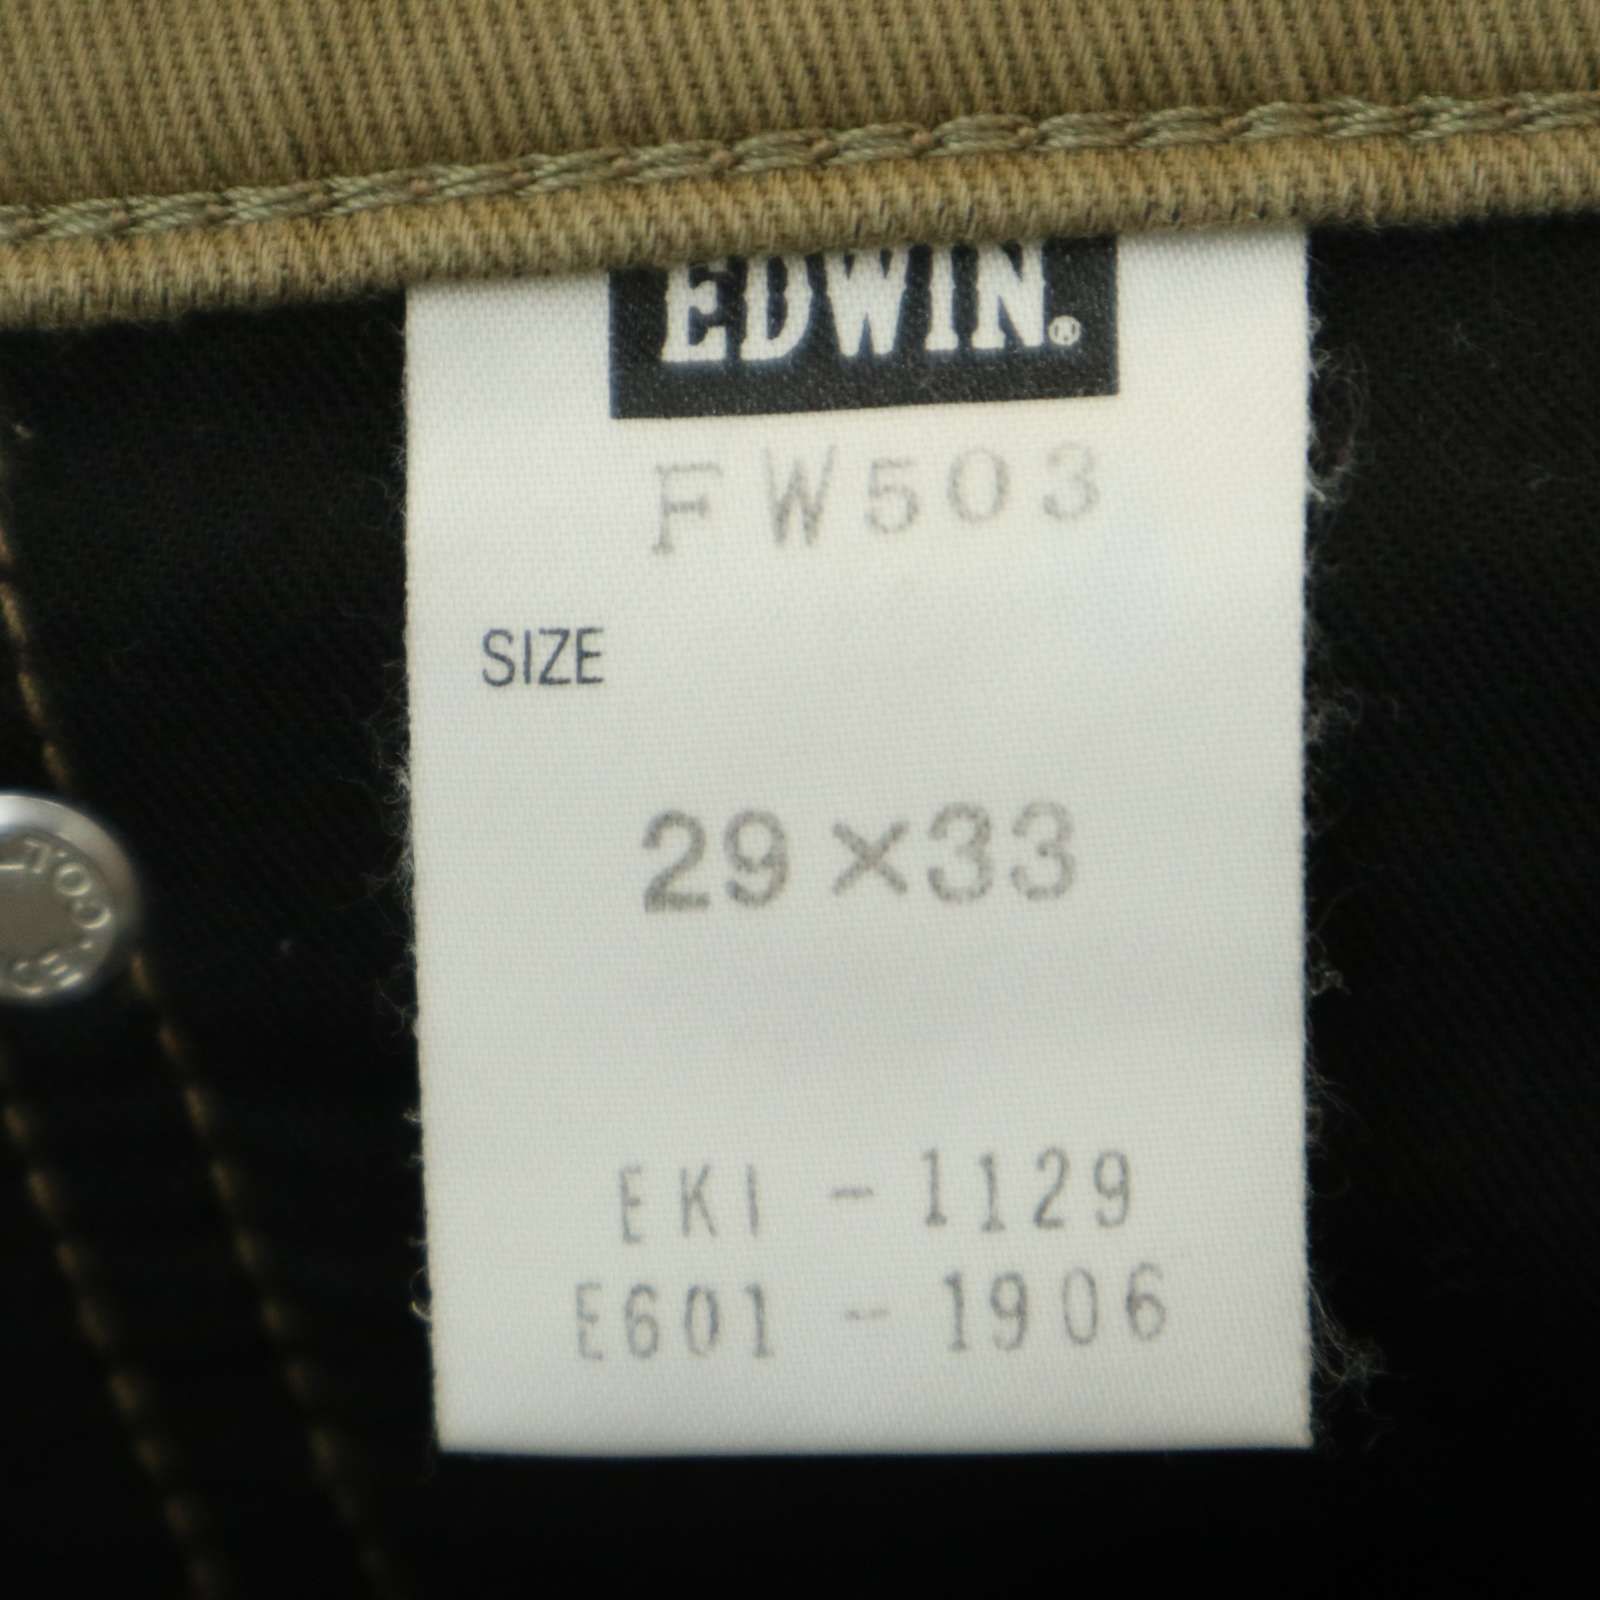 EDWIN®
FW503
SIZE
29×33
EKI-1129
E601-1906